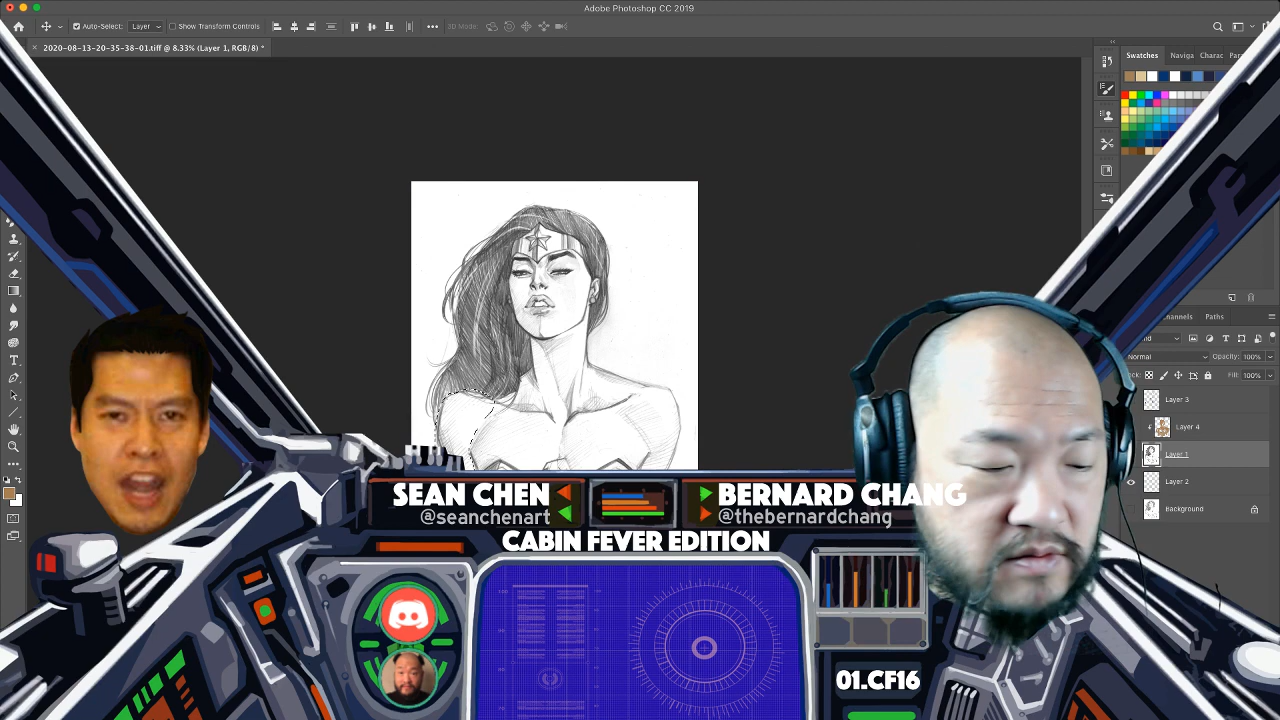 Adobe Photoshop CC 2019
Auto-Select: Layer Show Transform Controls 3D Mode:
2020-08-13-20-35-38-01.tiff @ 8.33% (Layer 1, RGB/8) *
Swatches Naviga Charac Par
hannels Paths
Normal Opacity: 100%
Fill: 100%
Layer 3
Layer 4
Layer 1
Layer 2
Background
SEAN CHEN
@seanchenart
BERNARD CHANG
@thebernardchang
CABIN FEVER EDITION
01.CF16